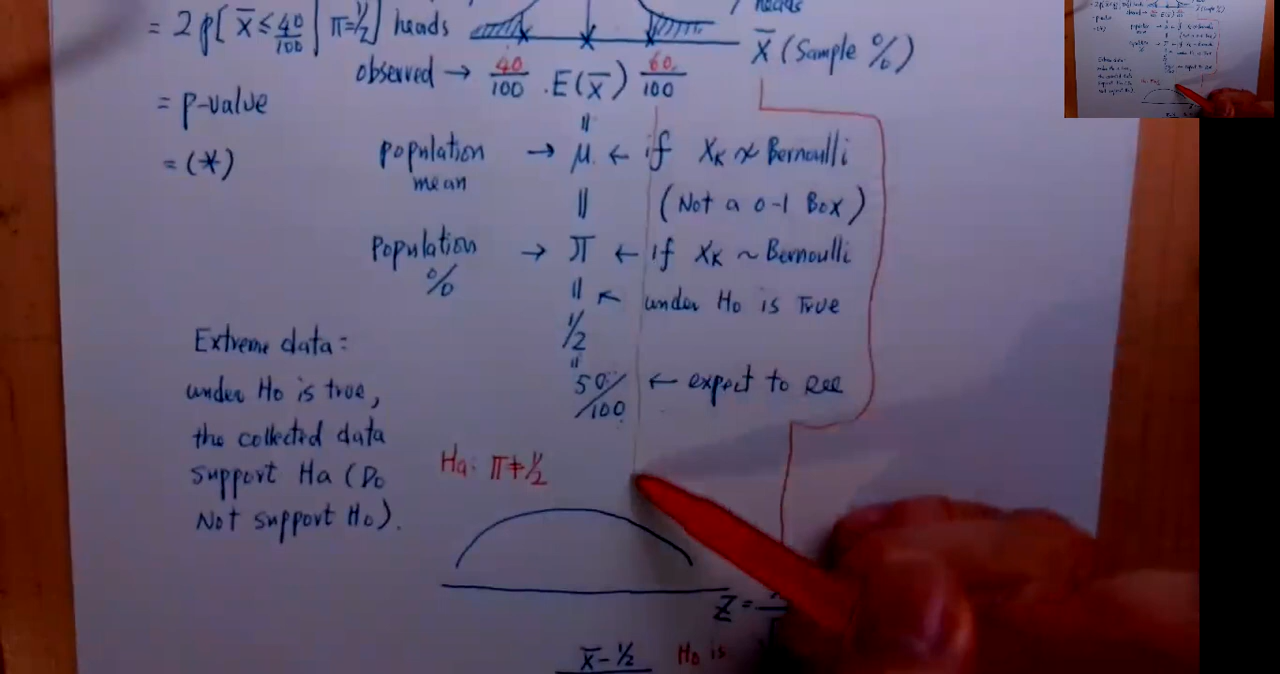 = 2p[ X̄ ≤ 40/100 | π=½] heads
heads
X̄ (Sample %)
observed → 40/100 . E(X̄) 60/100
= p-value
= (*)
||
population mean → μ. ← if Xₖ ≁ Bernoulli
|| (Not a 0-1 Box)
population % → π ← if Xₖ ~ Bernoulli
|| ← under Ho is True
1/2
||
50/100 ← expect to see
Extreme data:
under Ho is true,
the collected data
support Ha (Do
Not support Ho).
Ha: π≠½
Z =
X̄-½
Ho is